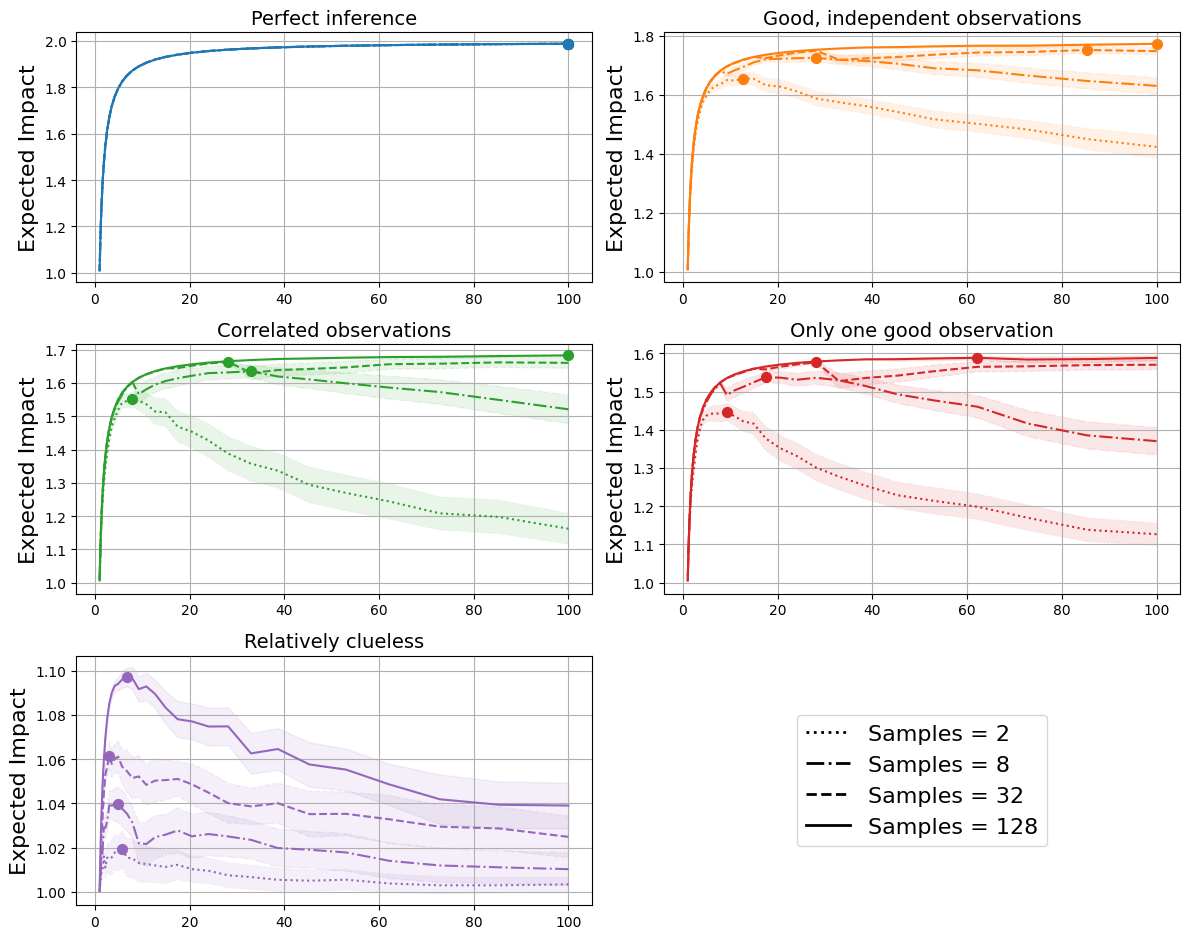 Perfect inference
Expected Impact
2.0
1.8
1.6
1.4
1.2
1.0
0 20 40 60 80 100
Good, independent observations
Expected Impact
1.8
1.6
1.4
1.2
1.0
0 20 40 60 80 100
Correlated observations
Expected Impact
1.7
1.6
1.5
1.4
1.3
1.2
1.1
1.0
0 20 40 60 80 100
Only one good observation
Expected Impact
1.6
1.5
1.4
1.3
1.2
1.1
1.0
0 20 40 60 80 100
Relatively clueless
Expected Impact
1.10
1.08
1.06
1.04
1.02
1.00
0 20 40 60 80 100
Samples = 2
Samples = 8
Samples = 32
Samples = 128